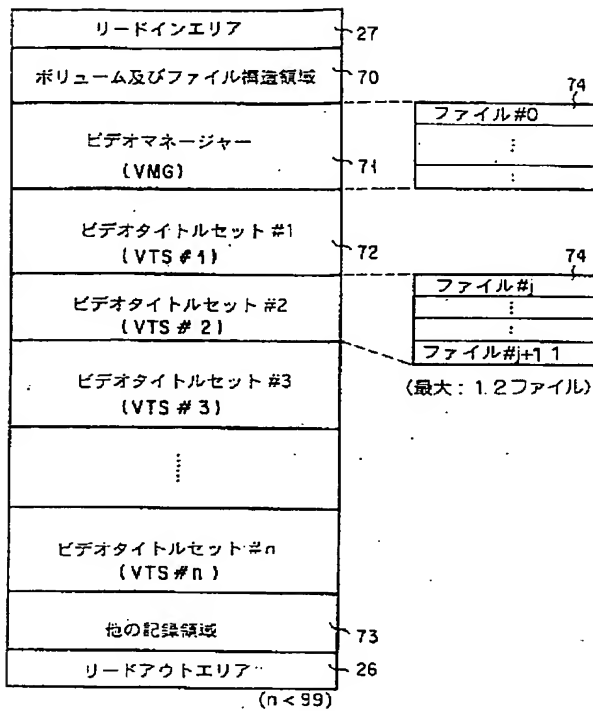 リードインエリア
27
ボリューム及びファイル構造領域
70
ビデオマネージャー
(VMG)
71
74
ファイル#0
⋮
:
ビデオタイトルセット #1
(VTS #1)
72
ビデオタイトルセット #2
(VTS #2)
74
ファイル#j
⋮
:
ファイル#j+1 1
(最大: 1.2ファイル)
ビデオタイトルセット #3
(VTS #3)
⋮
ビデオタイトルセット #n
(VTS #n)
他の記録領域
73
リードアウトエリア
26
(n<99)